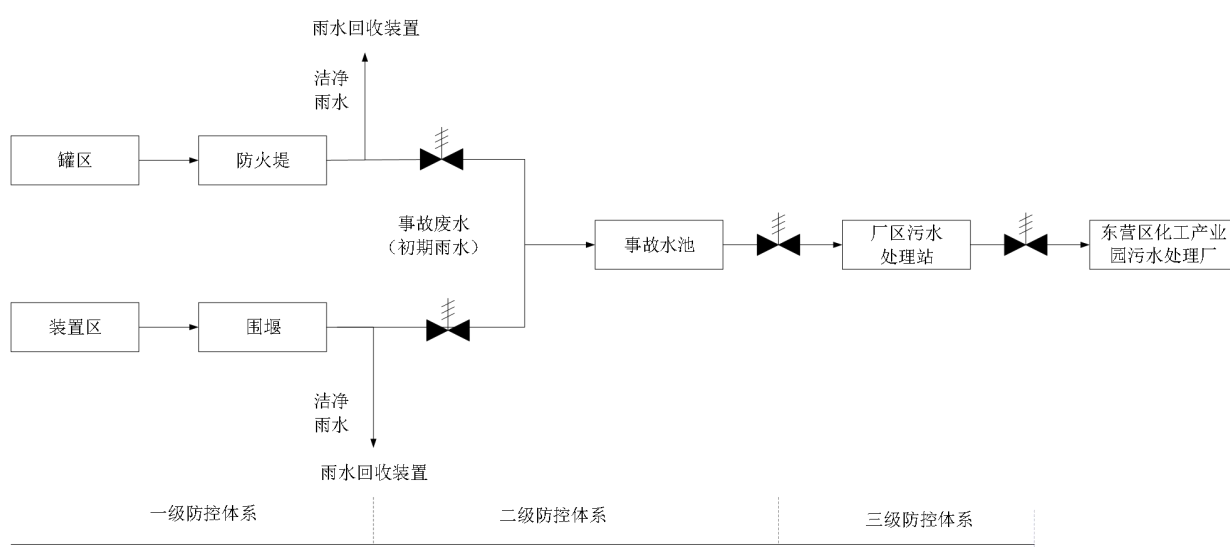 雨水回收装置
洁净
雨水
罐区
防火堤
事故废水
（初期雨水）
事故水池
厂区污水
处理站
东营区化工产业
园污水处理厂
装置区
围堰
洁净
雨水
雨水回收装置
一级防控体系
二级防控体系
三级防控体系